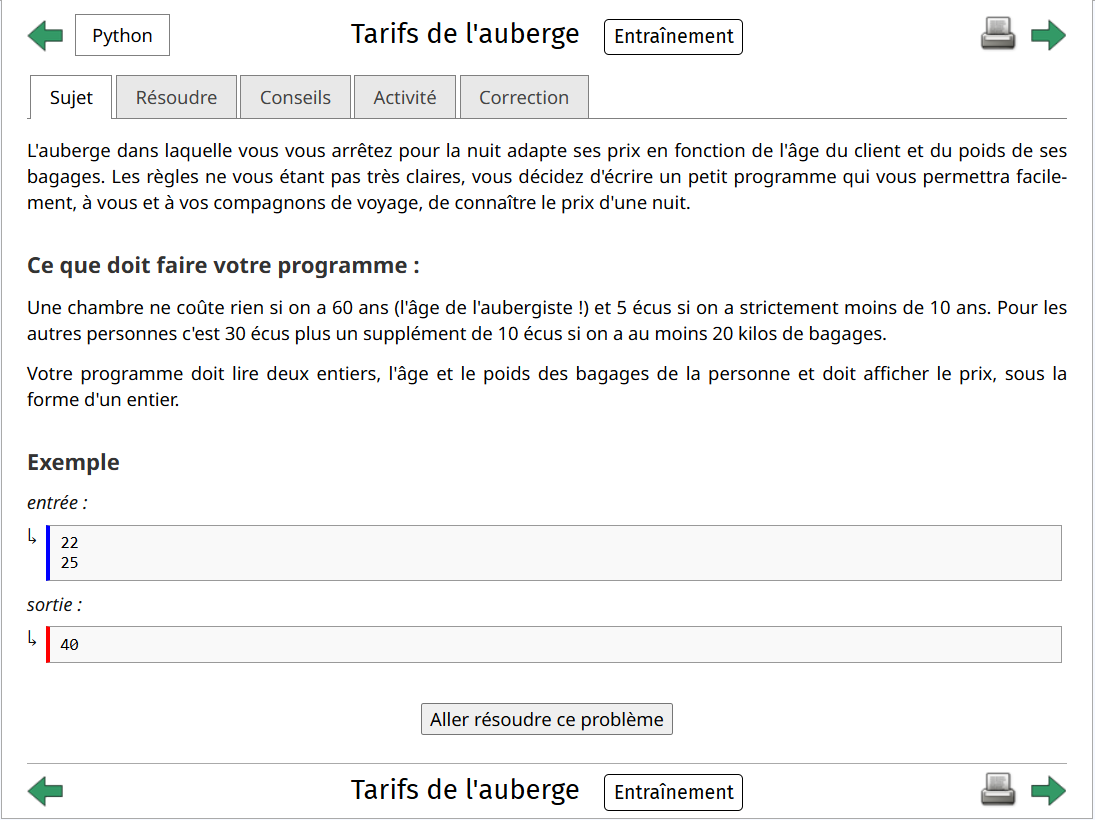 Python
Tarifs de l'auberge
Entraînement
Sujet
Résoudre
Conseils
Activité
Correction
L'auberge dans laquelle vous vous arrêtez pour la nuit adapte ses prix en fonction de l'âge du client et du poids de ses
bagages. Les règles ne vous étant pas très claires, vous décidez d'écrire un petit programme qui vous permettra facile-
ment, à vous et à vos compagnons de voyage, de connaître le prix d'une nuit.
Ce que doit faire votre programme :
Une chambre ne coûte rien si on a 60 ans (l'âge de l'aubergiste !) et 5 écus si on a strictement moins de 10 ans. Pour les
autres personnes c'est 30 écus plus un supplément de 10 écus si on a au moins 20 kilos de bagages.
Votre programme doit lire deux entiers, l'âge et le poids des bagages de la personne et doit afficher le prix, sous la
forme d'un entier.
Exemple
entrée :
22
25
sortie :
40
Aller résoudre ce problème
Tarifs de l'auberge
Entraînement